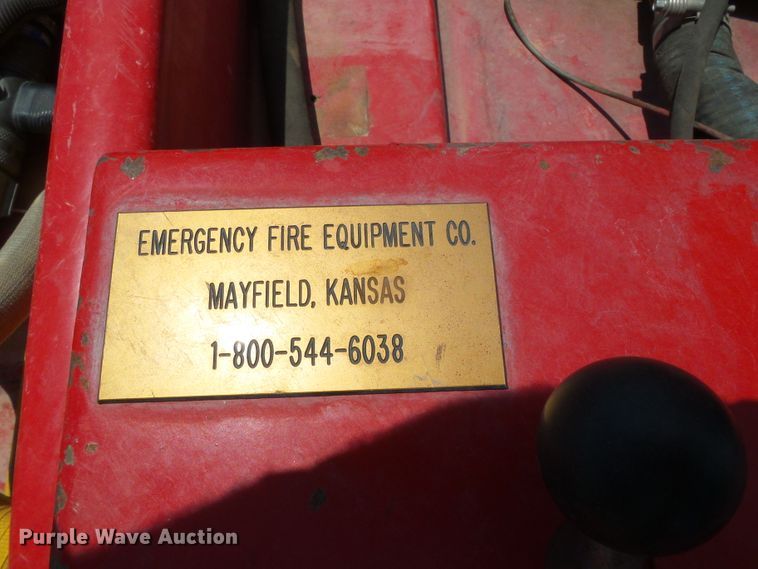 EMERGENCY FIRE EQUIPMENT CO.
MAYFIELD, KANSAS
1-800-544-6038
Purple Wave Auction